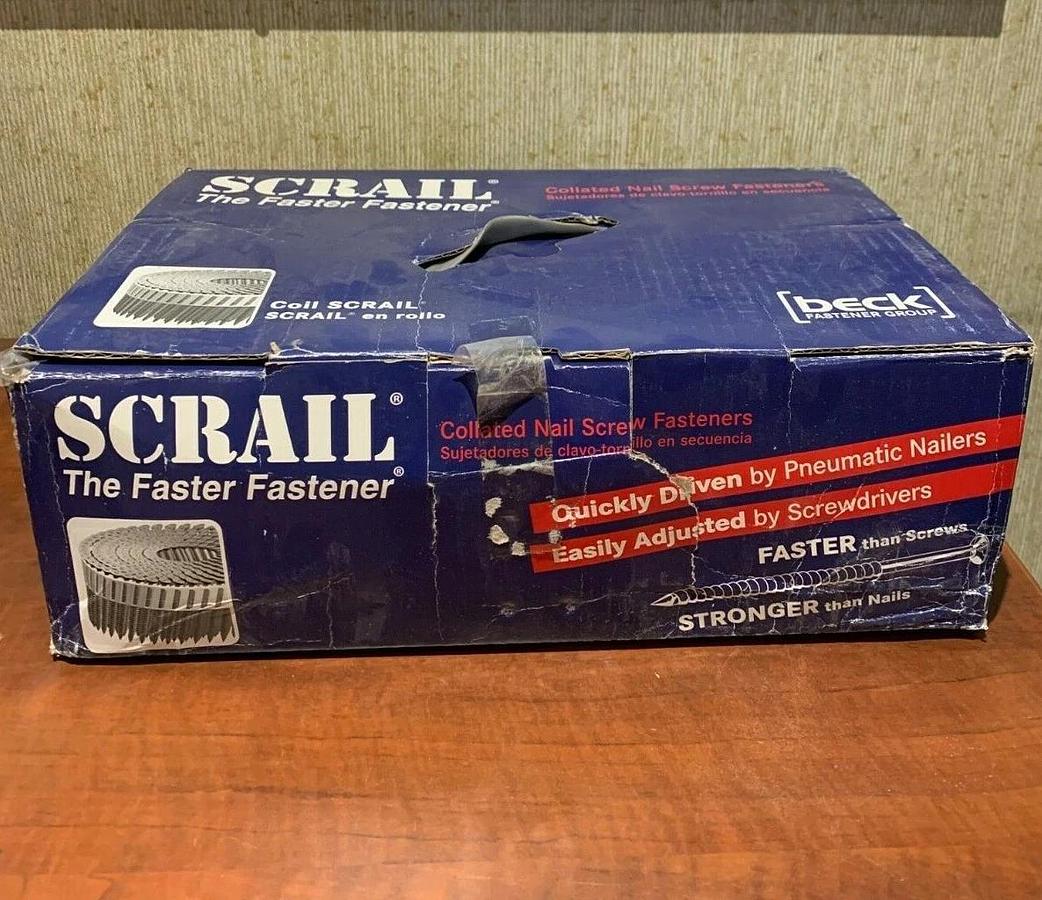 SCRAIL®
The Faster Fastener®
Collated Nail Screw Fasteners
Sujetadores de clavo-tornillo en secuencia
Coil SCRAIL®
SCRAIL® en rollo
[beck]
FASTENER GROUP
SCRAIL®
The Faster Fastener®
Collated Nail Screw Fasteners
Sujetadores de clavo-tornillo en secuencia
Quickly Driven by Pneumatic Nailers
Easily Adjusted by Screwdrivers
FASTER than Screws
STRONGER than Nails